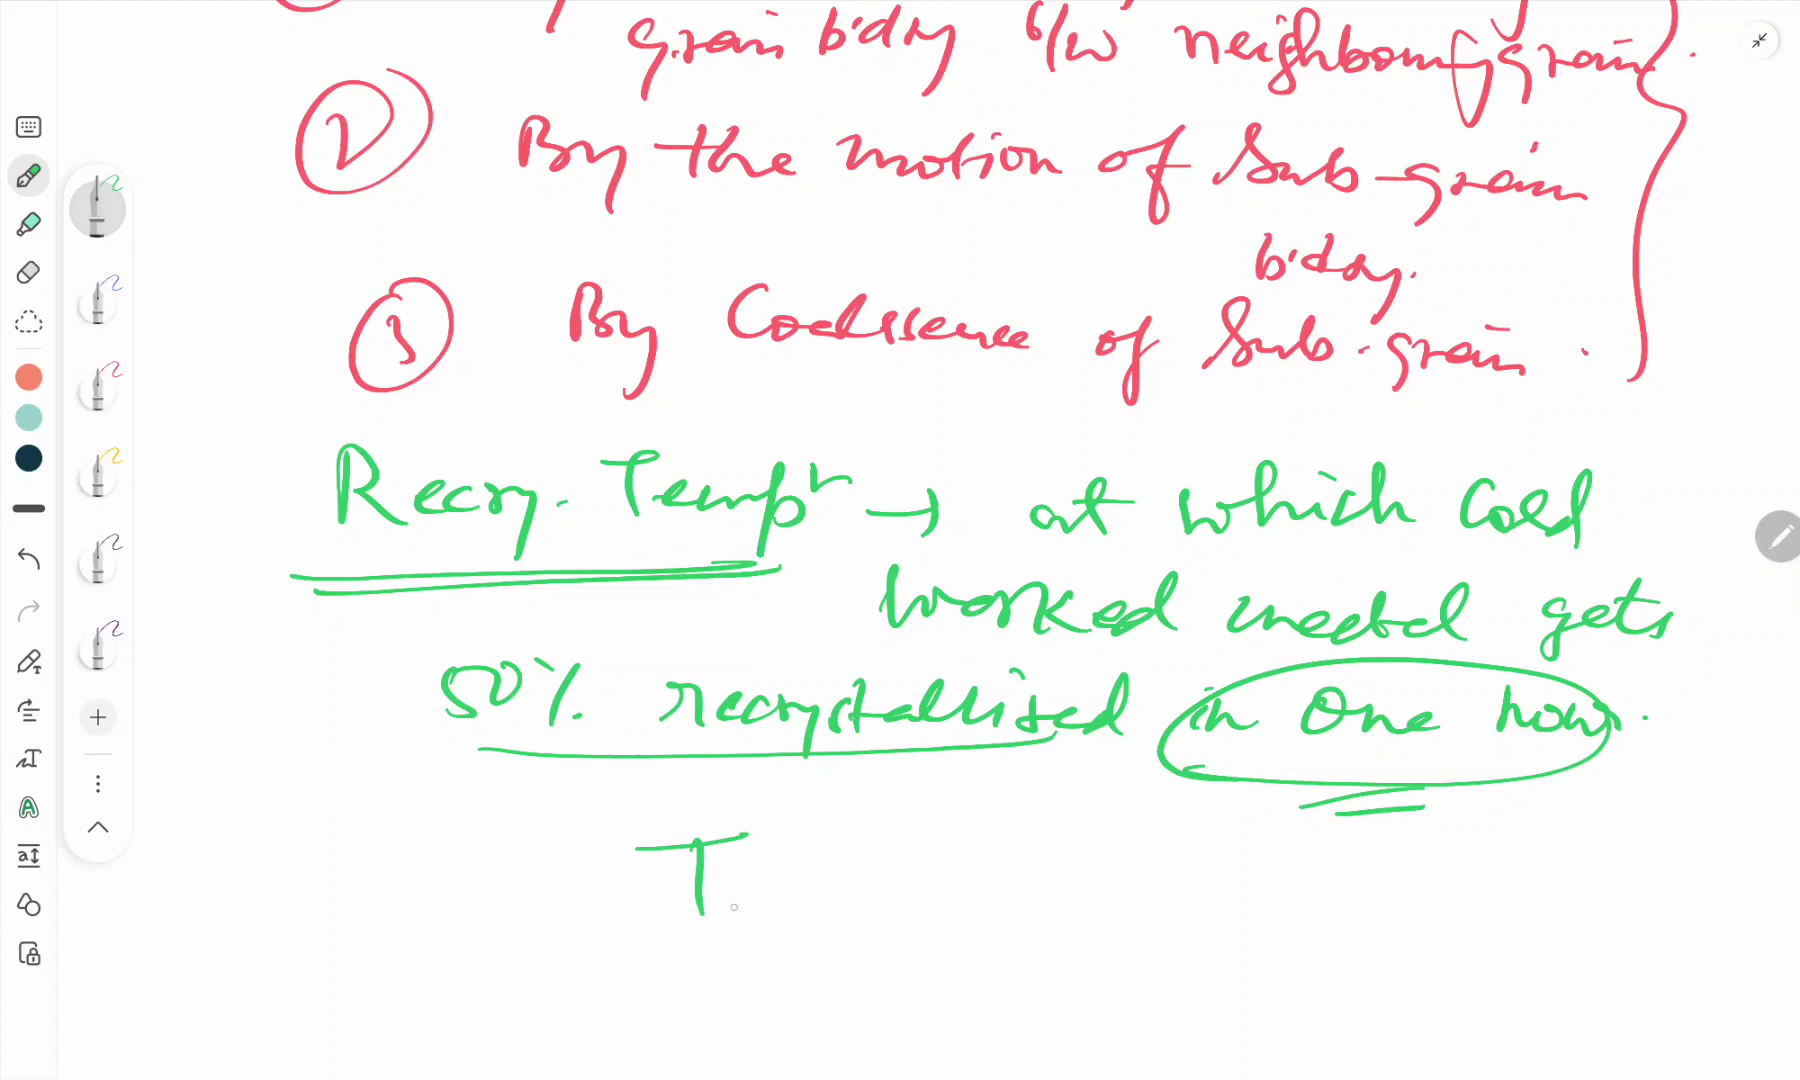 grain b'dry b/w neighbouring grain.
② By the motion of Sub-grain
b'dry.
③ By Coalssence of Sub-grain.
Recry. Tempr → at which Cold
worked metal gets
50% recrystallised in One hour.
T